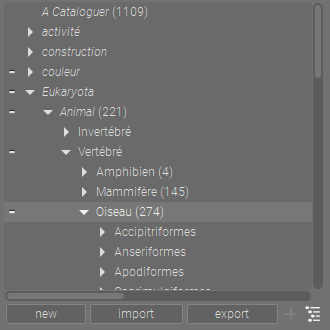 A Cataloguer (1109)
activité
construction
couleur
Eukaryota
Animal (221)
Invertébré
Vertébré
Amphibien (4)
Mammifère (145)
Oiseau (274)
Accipitriformes
Anseriformes
Apodiformes
new import export